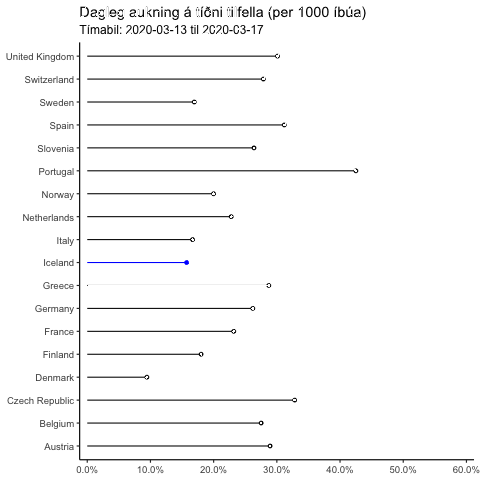 Dagleg aukning á tíðni tilfella (per 1000 íbúa)
Tímabil: 2020-03-13 til 2020-03-17
United Kingdom
Switzerland
Sweden
Spain
Slovenia
Portugal
Norway
Netherlands
Italy
Iceland
Greece
Germany
France
Finland
Denmark
Czech Republic
Belgium
Austria
0.0% 10.0% 20.0% 30.0% 40.0% 50.0% 60.0%